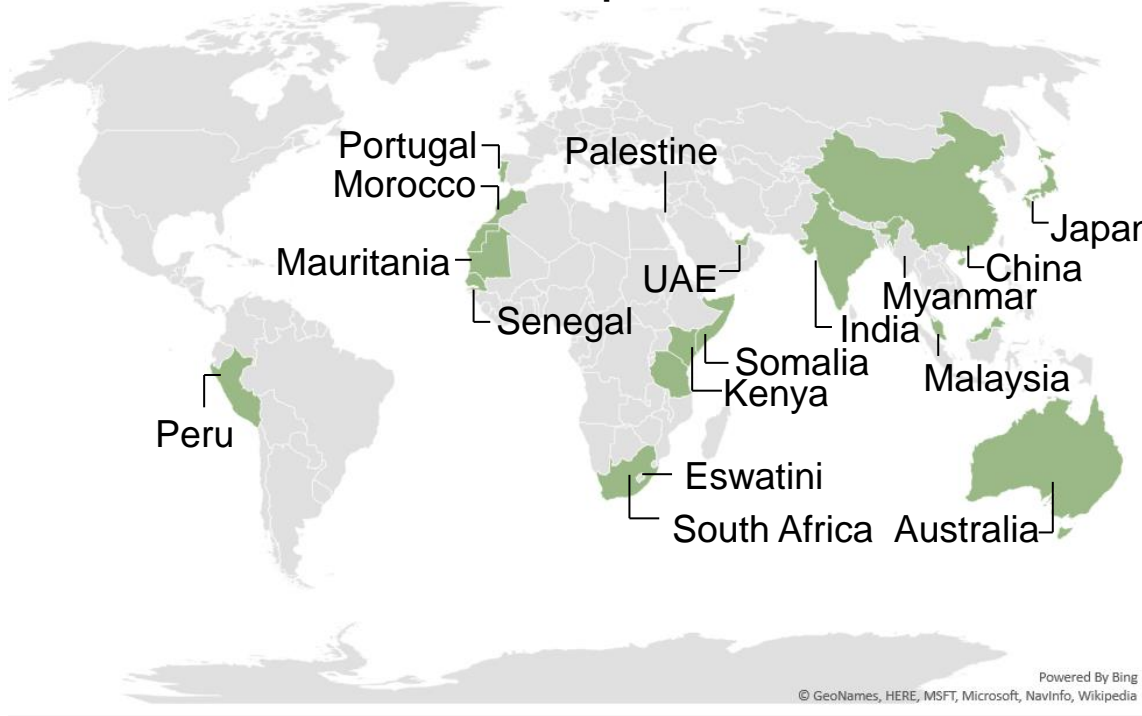 Portugal
Palestine
Morocco
Japan
Mauritania
UAE
China
Myanmar
Senegal
India
Somalia
Malaysia
Kenya
Peru
Eswatini
South Africa
Australia
Powered By Bing
© GeoNames, HERE, MSFT, Microsoft, NavInfo, Wikipedia